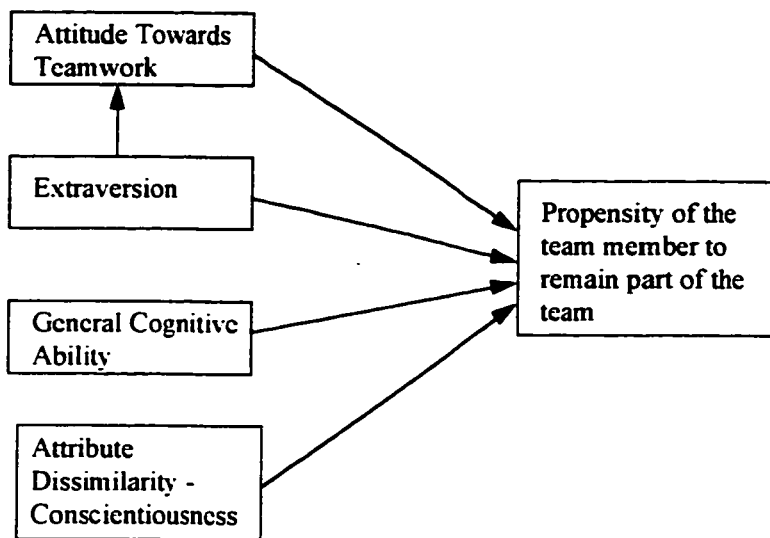 Attitude Towards
Teamwork
Extraversion
General Cognitive
Ability
Attribute
Dissimilarity -
Conscientiousness
Propensity of the
team member to
remain part of the
team